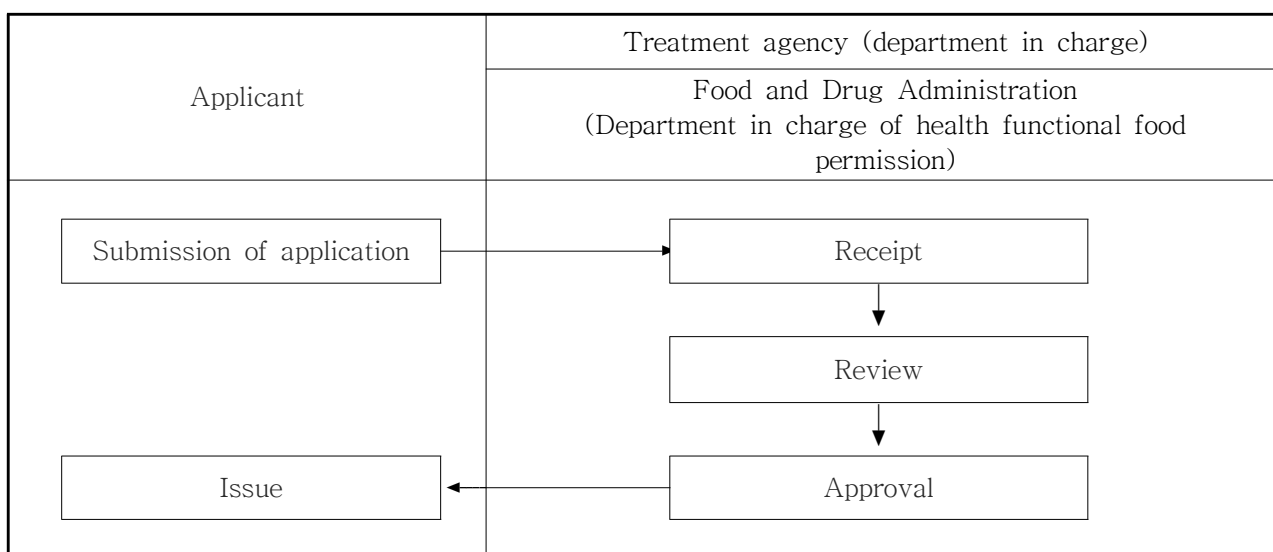 Applicant
Treatment agency (department in charge)
Food and Drug Administration
(Department in charge of health functional food
permission)
Submission of application
Receipt
Review
Issue
Approval